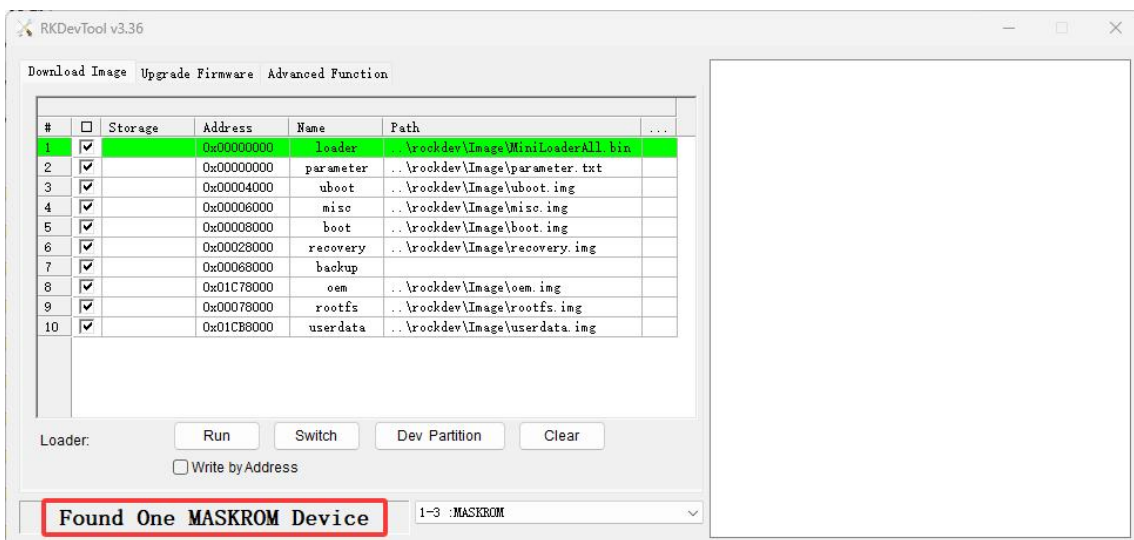 RKDevTool v3.36
Download Image Upgrade Firmware Advanced Function
# Storage Address Name Path ...
1 0x00000000 loader ..\rockdev\Image\MiniLoaderAll.bin
2 0x00000000 parameter ..\rockdev\Image\parameter.txt
3 0x00004000 uboot ..\rockdev\Image\uboot.img
4 0x00006000 misc ..\rockdev\Image\misc.img
5 0x00008000 boot ..\rockdev\Image\boot.img
6 0x00028000 recovery ..\rockdev\Image\recovery.img
7 0x00068000 backup
8 0x01C78000 oem ..\rockdev\Image\oem.img
9 0x00078000 rootfs ..\rockdev\Image\rootfs.img
10 0x01CB8000 userdata ..\rockdev\Image\userdata.img
Loader: Run Switch Dev Partition Clear
Write by Address
Found One MASKROM Device 1-3 :MASKROM